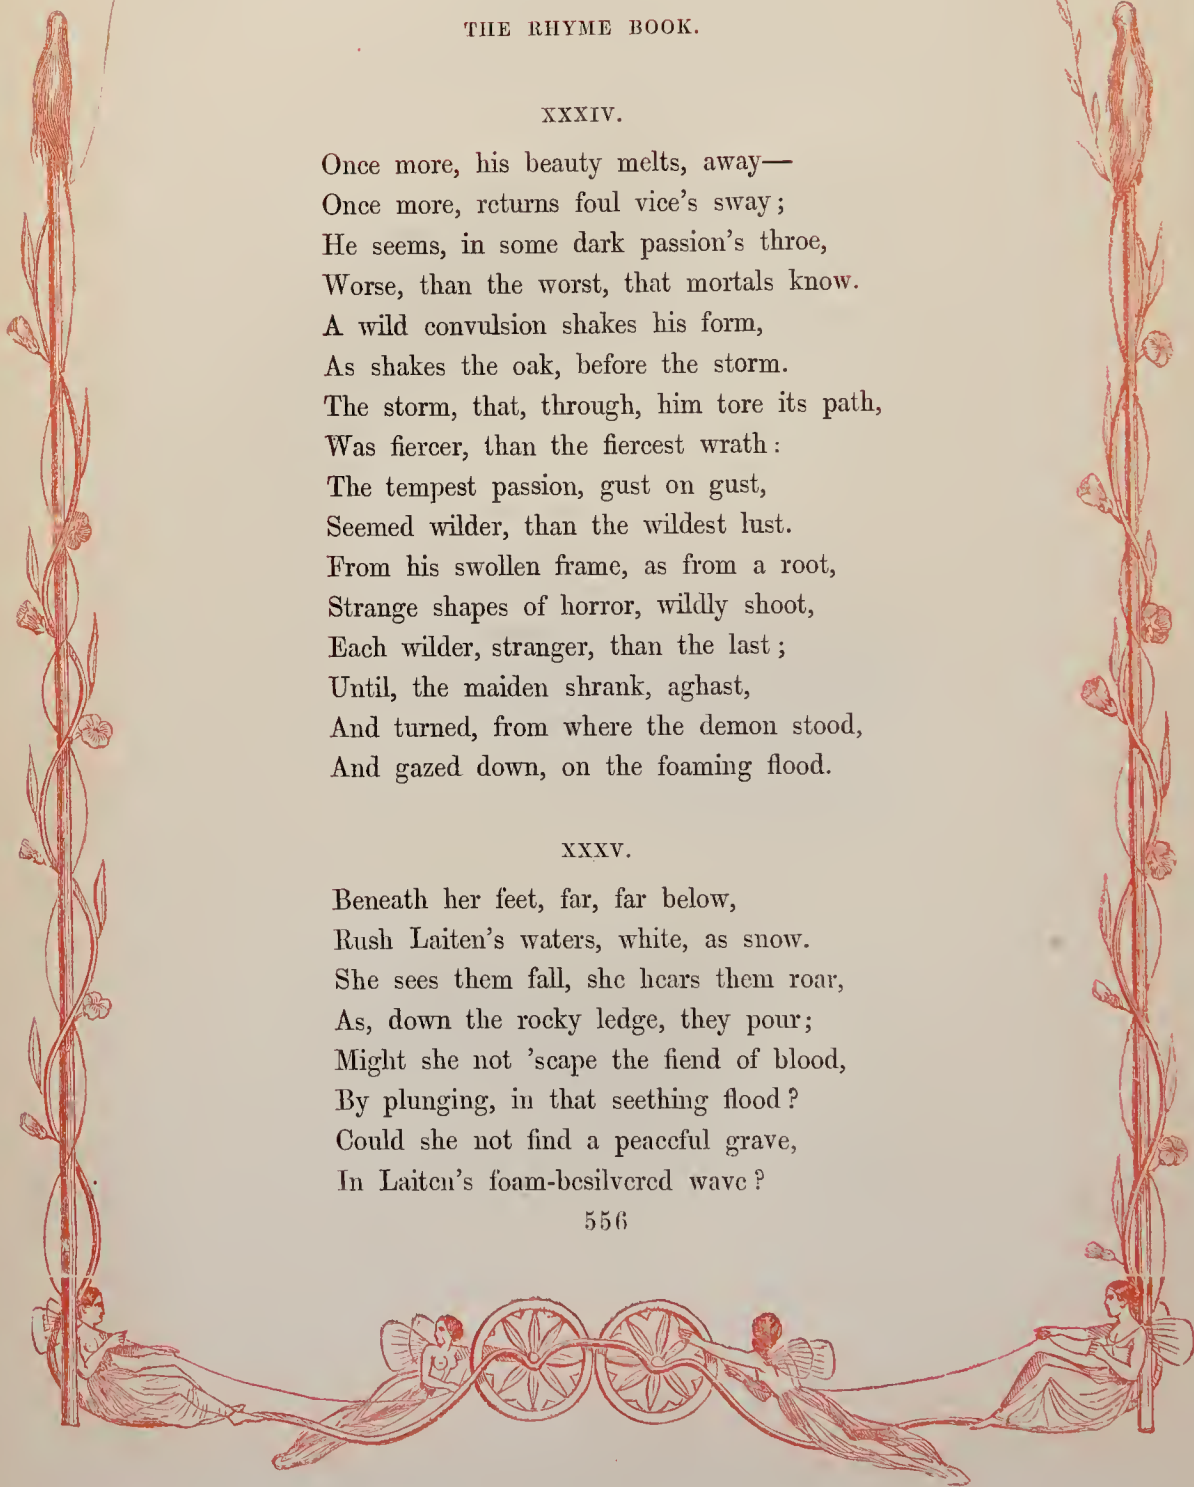 THE RHYME BOOK.
XXXIV.
Once more, his beauty melts, away—
Once more, returns foul vice's sway;
He seems, in some dark passion's throe,
Worse, than the worst, that mortals know.
A wild convulsion shakes his form,
As shakes the oak, before the storm.
The storm, that, through, him tore its path,
Was fiercer, than the fiercest wrath:
The tempest passion, gust on gust,
Seemed wilder, than the wildest lust.
From his swollen frame, as from a root,
Strange shapes of horror, wildly shoot,
Each wilder, stranger, than the last;
Until, the maiden shrank, aghast,
And turned, from where the demon stood,
And gazed down, on the foaming flood.
XXXV.
Beneath her feet, far, far below,
Rush Laiten's waters, white, as snow.
She sees them fall, she hears them roar,
As, down the rocky ledge, they pour;
Might she not 'scape the fiend of blood,
By plunging, in that seething flood?
Could she not find a peaceful grave,
In Laiten's foam-besilvered wave?
556